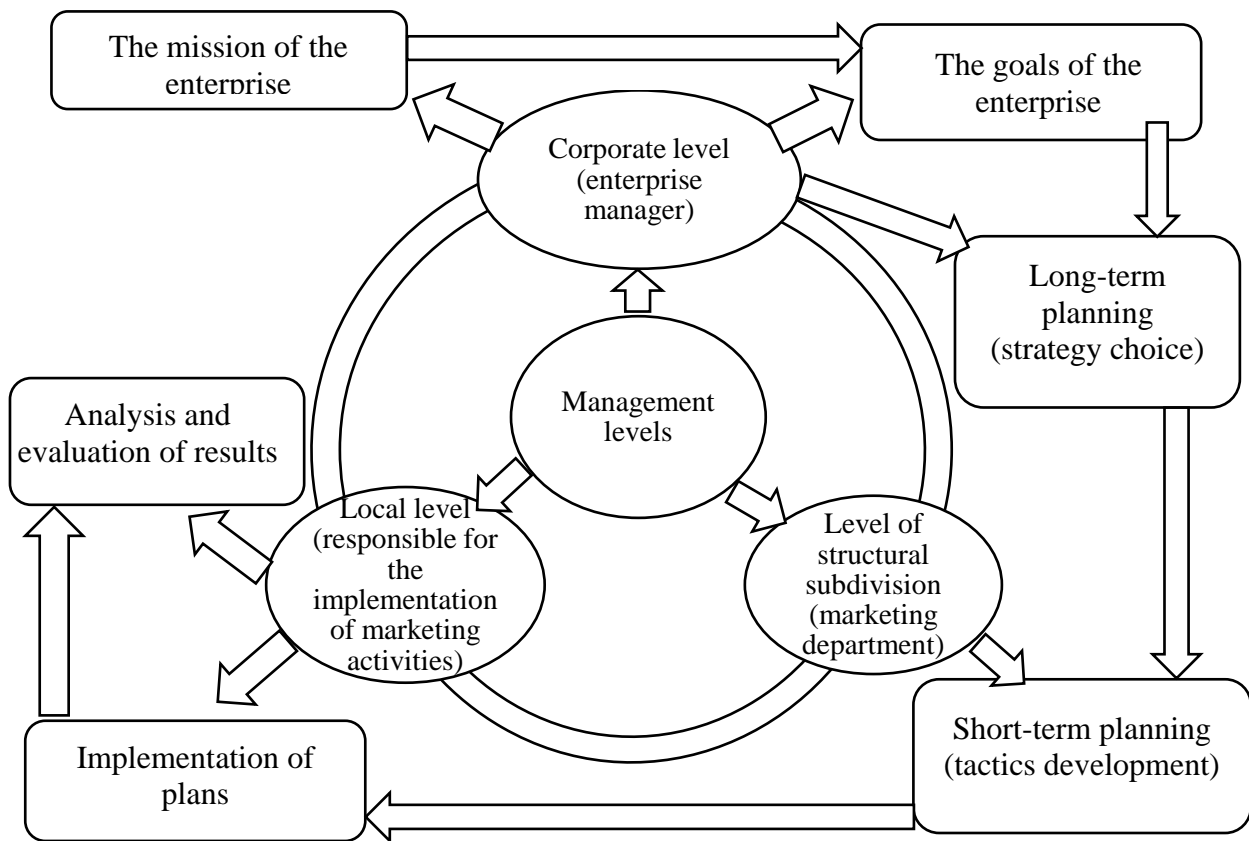 The mission of the
enterprise
The goals of the
enterprise
Corporate level
(enterprise
manager)
Long-term
planning
(strategy choice)
Management
levels
Analysis and
evaluation of results
Local level
(responsible for
the
implementation
of marketing
activities)
Level of
structural
subdivision
(marketing
department)
Short-term planning
(tactics development)
Implementation of
plans